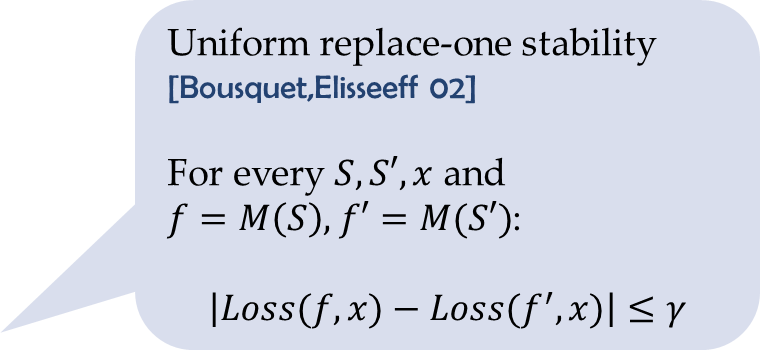 Uniform replace-one stability
[Bousquet,Elisseeff 02]
For every 𝑆, 𝑆′, 𝑥 and
𝑓 = 𝑀(𝑆), 𝑓′ = 𝑀(𝑆′):
|𝐿𝑜𝑠𝑠(𝑓, 𝑥) − 𝐿𝑜𝑠𝑠(𝑓′, 𝑥)| ≤ 𝛾